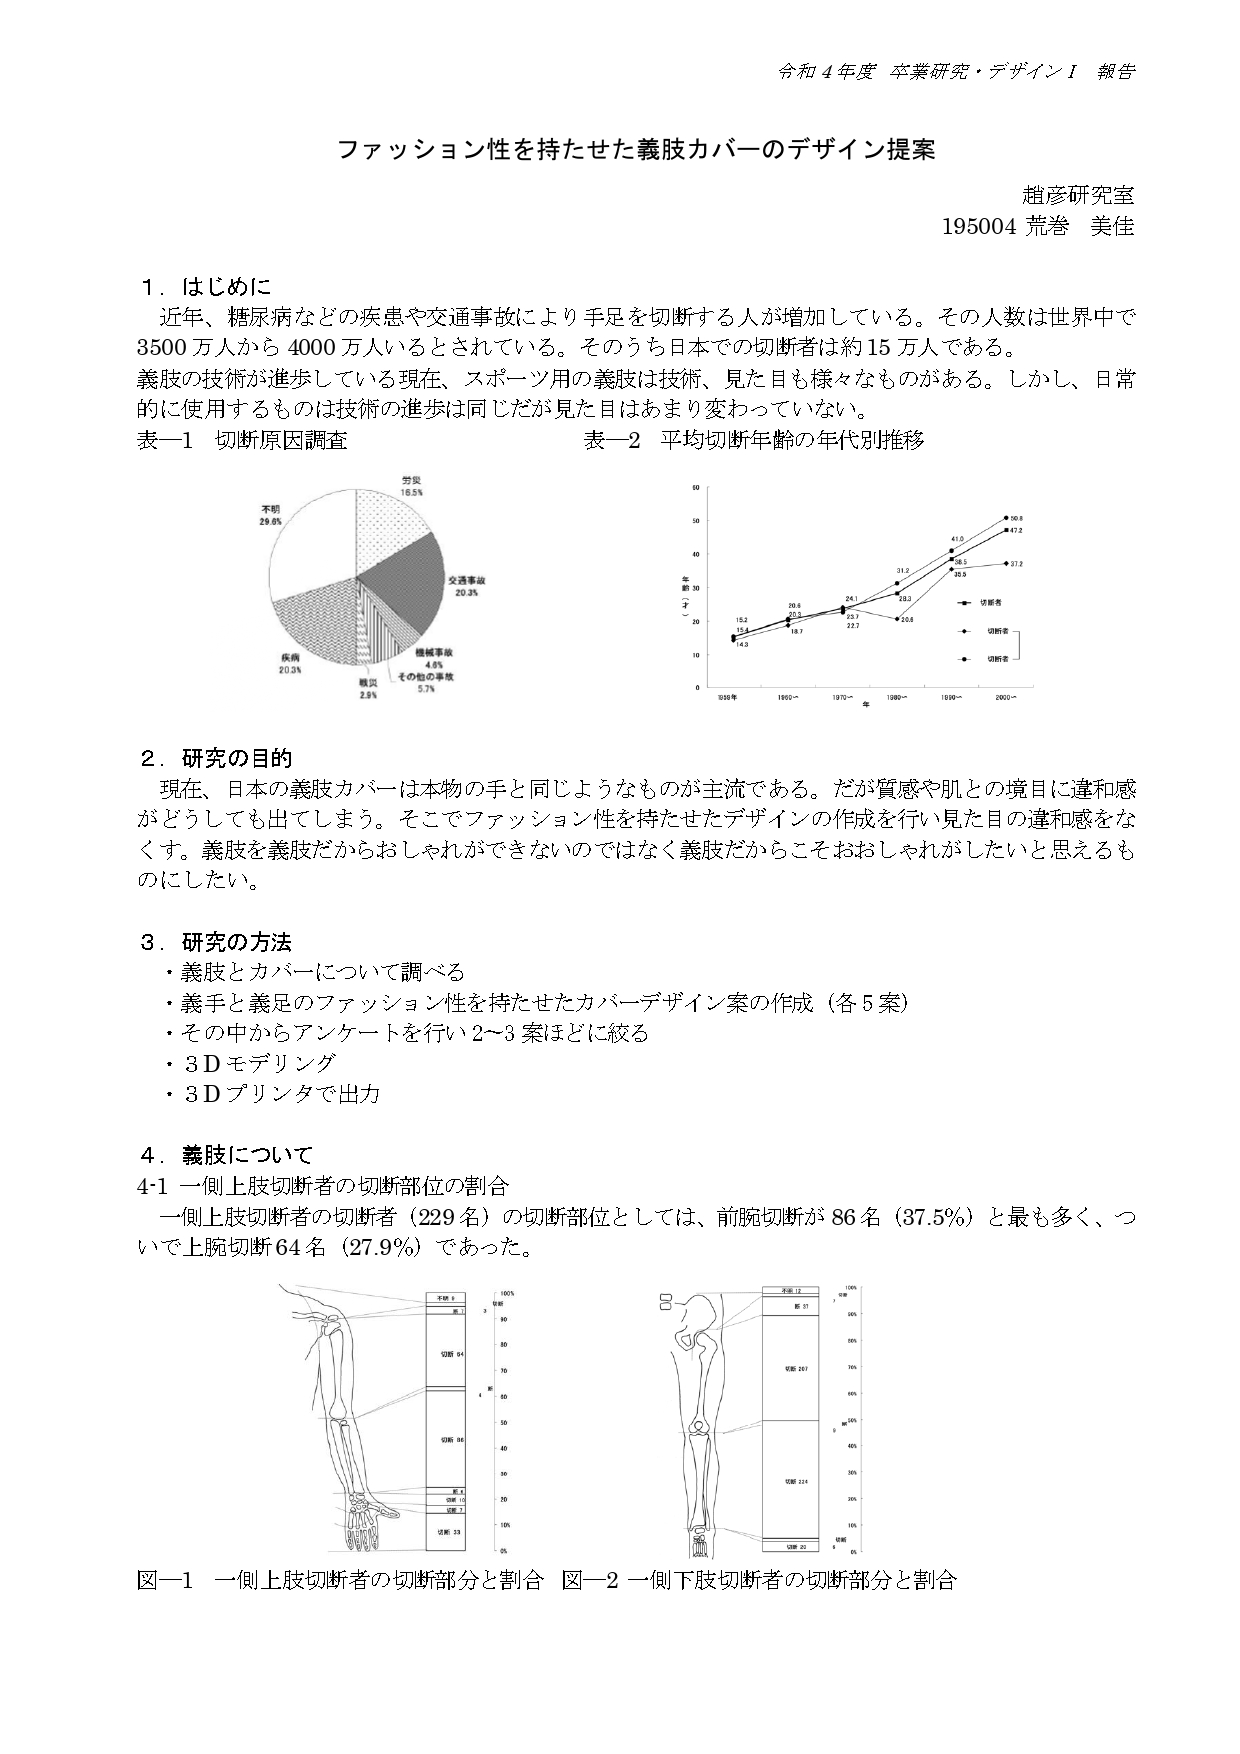 令和 4 年度 卒業研究・デザイン I 報告
ファッション性を持たせた義肢カバーのデザイン提案
趙彦研究室
195004 荒巻 美佳
１．はじめに
近年、糖尿病などの疾患や交通事故により手足を切断する人が増加している。その人数は世界中で
3500 万人から 4000 万人いるとされている。そのうち日本での切断者は約 15 万人である。
義肢の技術が進歩している現在、スポーツ用の義肢は技術、見た目も様々なものがある。しかし、日常
的に使用するものは技術の進歩は同じだが見た目はあまり変わっていない。
表―1 切断原因調査
表―2 平均切断年齢の年代別推移
労災
16.5%
不明
29.6%
交通事故
20.3%
機械事故
4.6%
その他の事故
5.7%
戦災
2.9%
疾病
20.3%
60
50
40
30
20
10
0
年齢（才）
15.2
15.4
14.3
20.6
20.3
18.7
24.1
23.7
22.7
31.2
28.3
20.6
41.0
38.5
35.5
50.8
47.2
37.2
切断者
切断者
切断者
1959年 1960〜 1970〜 1980〜 1990〜 2000〜
年
２．研究の目的
現在、日本の義肢カバーは本物の手と同じようなものが主流である。だが質感や肌との境目に違和感
がどうしても出てしまう。そこでファッション性を持たせたデザインの作成を行い見た目の違和感をな
くす。義肢を義肢だからおしゃれができないのではなく義肢だからこそおおしゃれがしたいと思えるも
のにしたい。
３．研究の方法
・義肢とカバーについて調べる
・義手と義足のファッション性を持たせたカバーデザイン案の作成（各 5 案）
・その中からアンケートを行い 2〜3 案ほどに絞る
・３D モデリング
・３D プリンタで出力
４．義肢について
4-1 一側上肢切断者の切断部位の割合
一側上肢切断者の切断者（229 名）の切断部位としては、前腕切断が 86 名（37.5%）と最も多く、つ
いで上腕切断 64 名（27.9%）であった。
不明 9
断 7
切断 64
切断 86
断 6
切断 10
切断 7
切断 33
3
切断
断
4
100%
90
80
70
60
50
40
30
20
10%
0%
不明 12
断 37
切断 207
切断 224
切断 20
切断
断
9
切断
6
100%
90%
80%
70%
60%
50%
40%
30%
20%
10%
0%
図―1 一側上肢切断者の切断部分と割合
図―2 一側下肢切断者の切断部分と割合